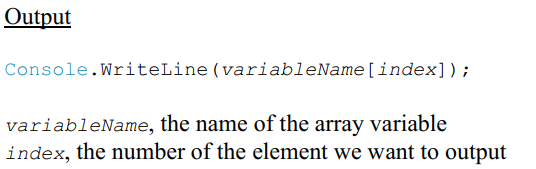 Output
Console.WriteLine(variableName[index]);
variableName, the name of the array variable
index, the number of the element we want to output